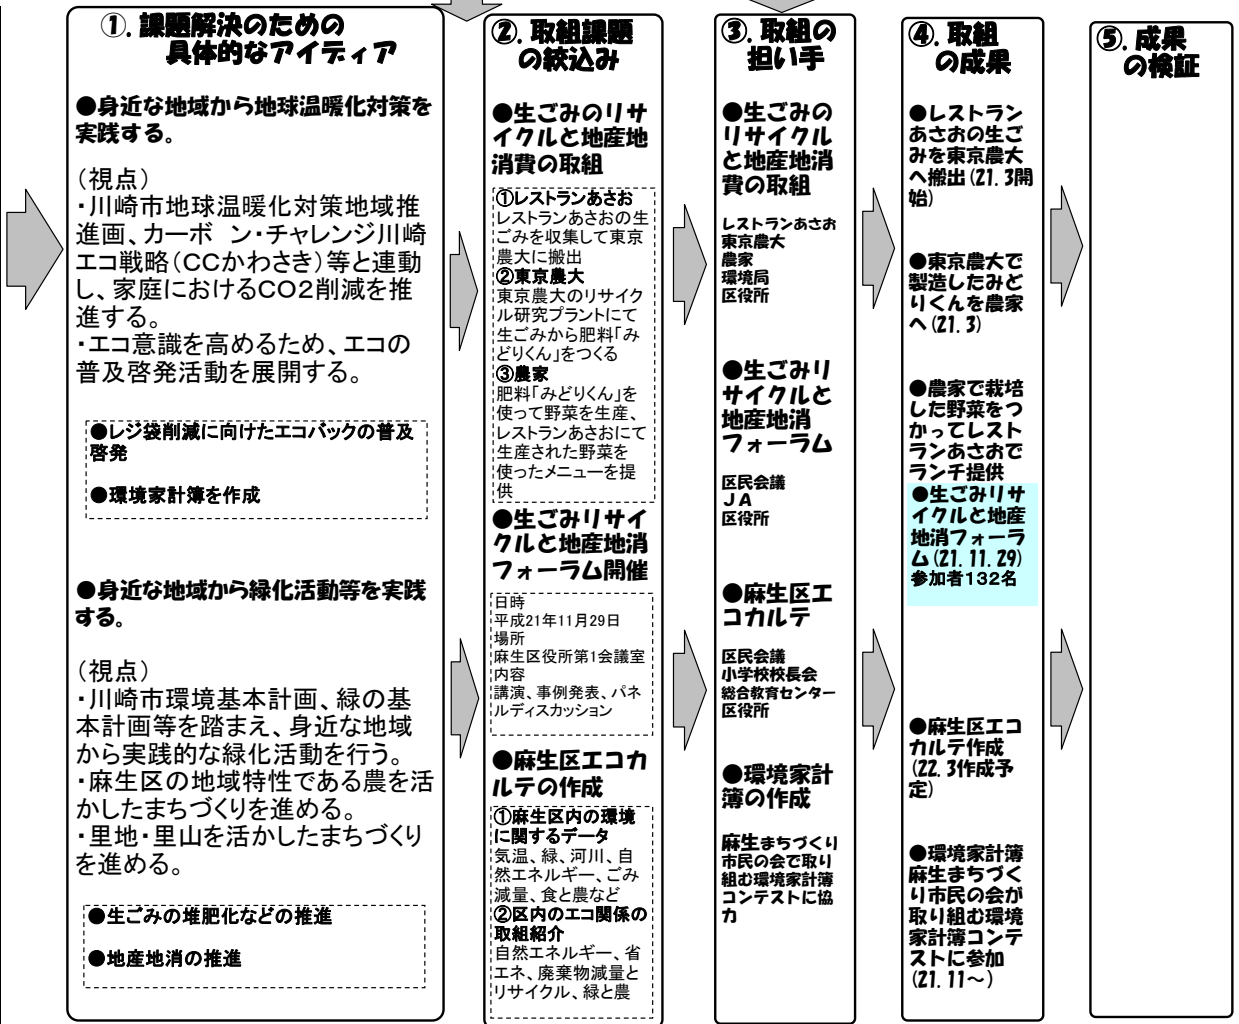 ①．課題解決のための
具体的なアイディア
●身近な地域から地球温暖化対策を
実践する。
（視点）
・川崎市地球温暖化対策地域推
進画、カーボ ン・チャレンジ川崎
エコ戦略（CCかわさき）等と連動
し、家庭におけるCO2削減を推
進する。
・エコ意識を高めるため、エコの
普及啓発活動を展開する。
●レジ袋削減に向けたエコバックの普及
啓発
●環境家計簿を作成
●身近な地域から緑化活動等を実践
する。
（視点）
・川崎市環境基本計画、緑の基
本計画等を踏まえ、身近な地域
から実践的な緑化活動を行う。
・麻生区の地域特性である農を活
かしたまちづくりを進める。
・里地・里山を活かしたまちづくり
を進める。
●生ごみの堆肥化などの推進
●地産地消の推進
②．取組課題
の絞込み
●生ごみのリサ
イクルと地産地
消費の取組
①レストランあさお
レストランあさおの生
ごみを収集して東京
農大に搬出
②東京農大
東京農大のリサイク
ル研究プラントにて
生ごみから肥料「み
どりくん」をつくる
③農家
肥料「みどりくん」を
使って野菜を生産、
レストランあさおにて
生産された野菜を
使ったメニューを提
供
●生ごみリサイ
クルと地産地消
フォーラム開催
日時
平成21年11月29日
場所
麻生区役所第1会議室
内容
講演、事例発表、パネ
ルディスカッション
●麻生区エコカ
ルテの作成
①麻生区内の環境
に関するデータ
気温、緑、河川、自
然エネルギー、ごみ
減量、食と農など
②区内のエコ関係の
取組紹介
自然エネルギー、省
エネ、廃棄物減量と
リサイクル、緑と農
③．取組の
担い手
●生ごみの
リサイクル
と地産地消
費の取組
レストランあさお
東京農大
農家
環境局
区役所
●生ごみリ
サイクルと
地産地消
フォーラム
区民会議
ＪＡ
区役所
●麻生区エ
コカルテ
区民会議
小学校校長会
総合教育センター
区役所
●環境家計
簿の作成
麻生まちづくり
市民の会で取り
組む環境家計簿
コンテストに協
力
④．取組
の成果
●レストラン
あさおの生ご
みを東京農大
へ搬出(21.3開
始)
●東京農大で
製造したみど
りくんを農家
へ(21.3)
●農家で栽培
した野菜をつ
かってレスト
ランあさおで
ランチ提供
●生ごみリサ
イクルと地産
地消フォーラ
ム(21.11.29)
参加者132名
●麻生区エコ
カルテ作成
(22.3作成予
定)
●環境家計簿
麻生まちづく
り市民の会が
取り組む環境
家計簿コンテ
ストに参加
(21.11～)
⑤．成果
の検証